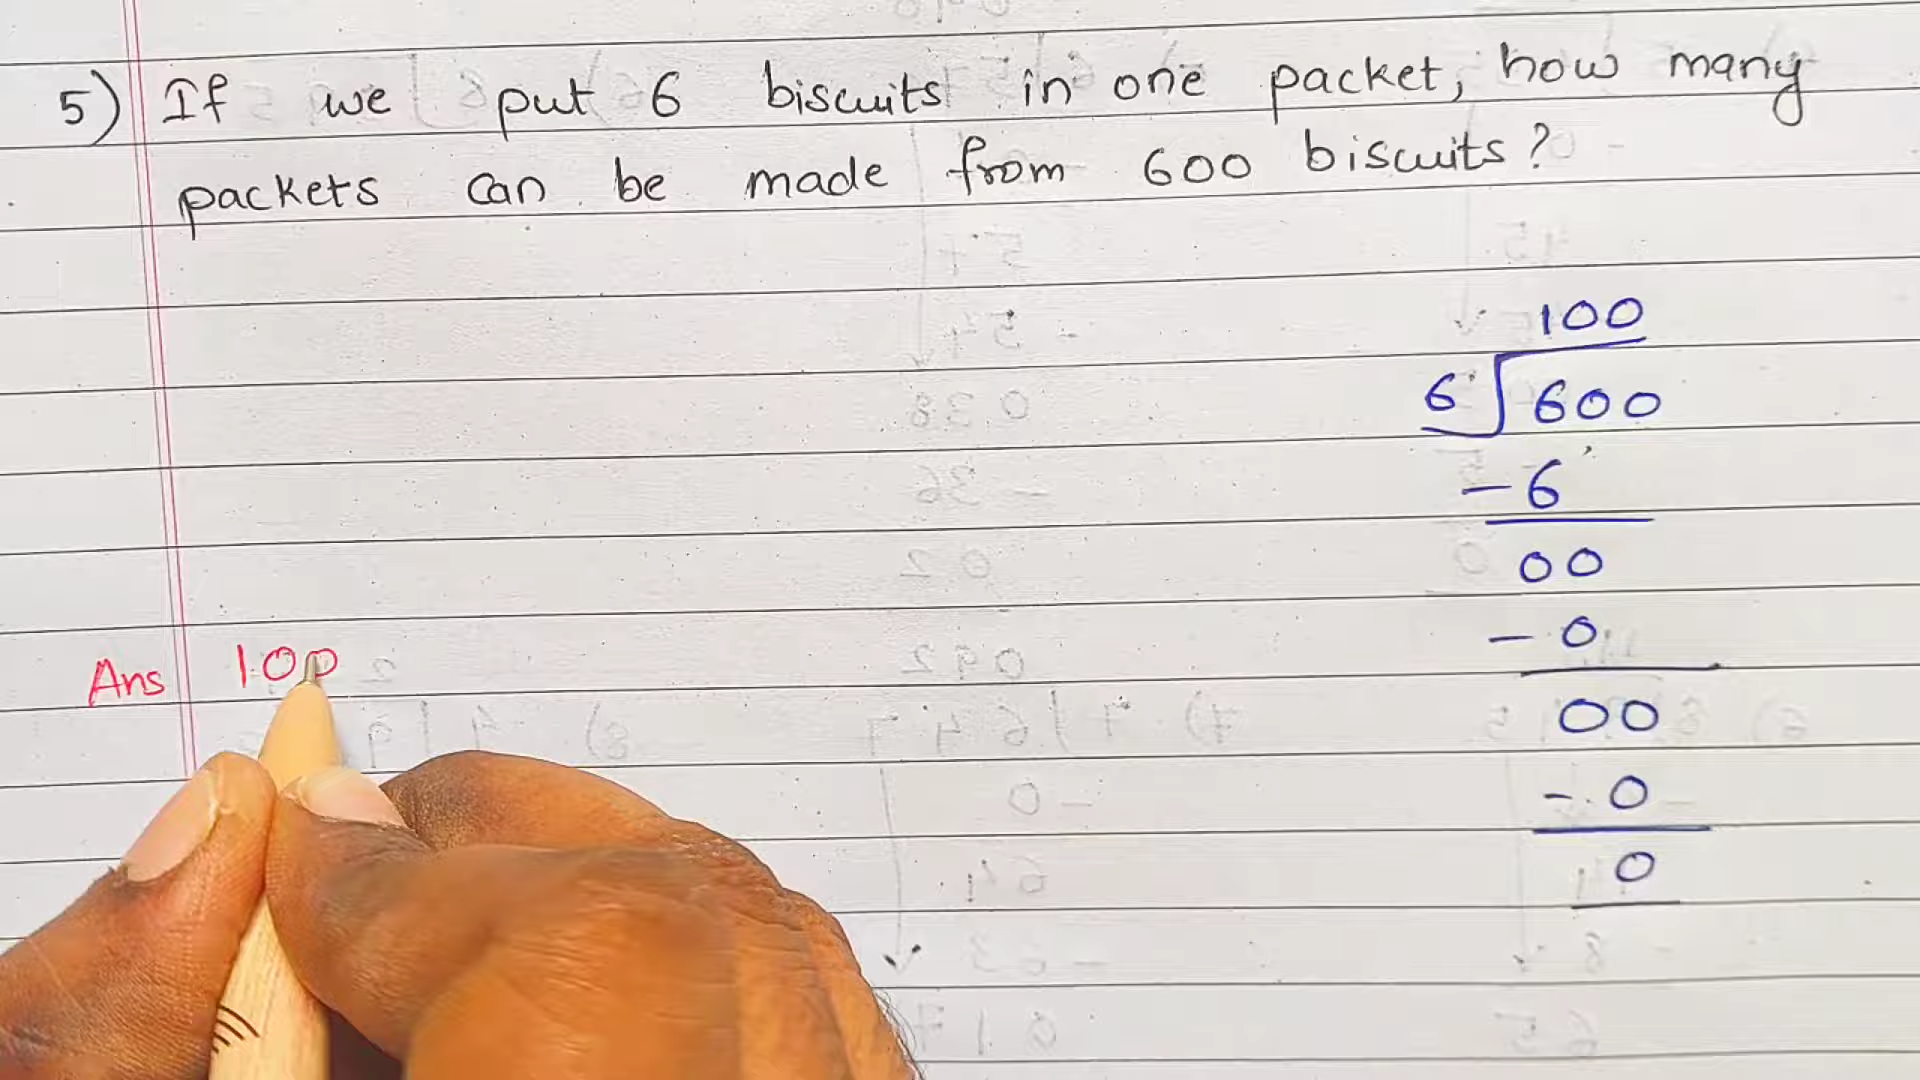 5) If we put 6 biscuits in one packet, how many
packets can be made from 600 biscuits?
100
6 600
- 6
00
- 0
00
- 0
0
Ans 100